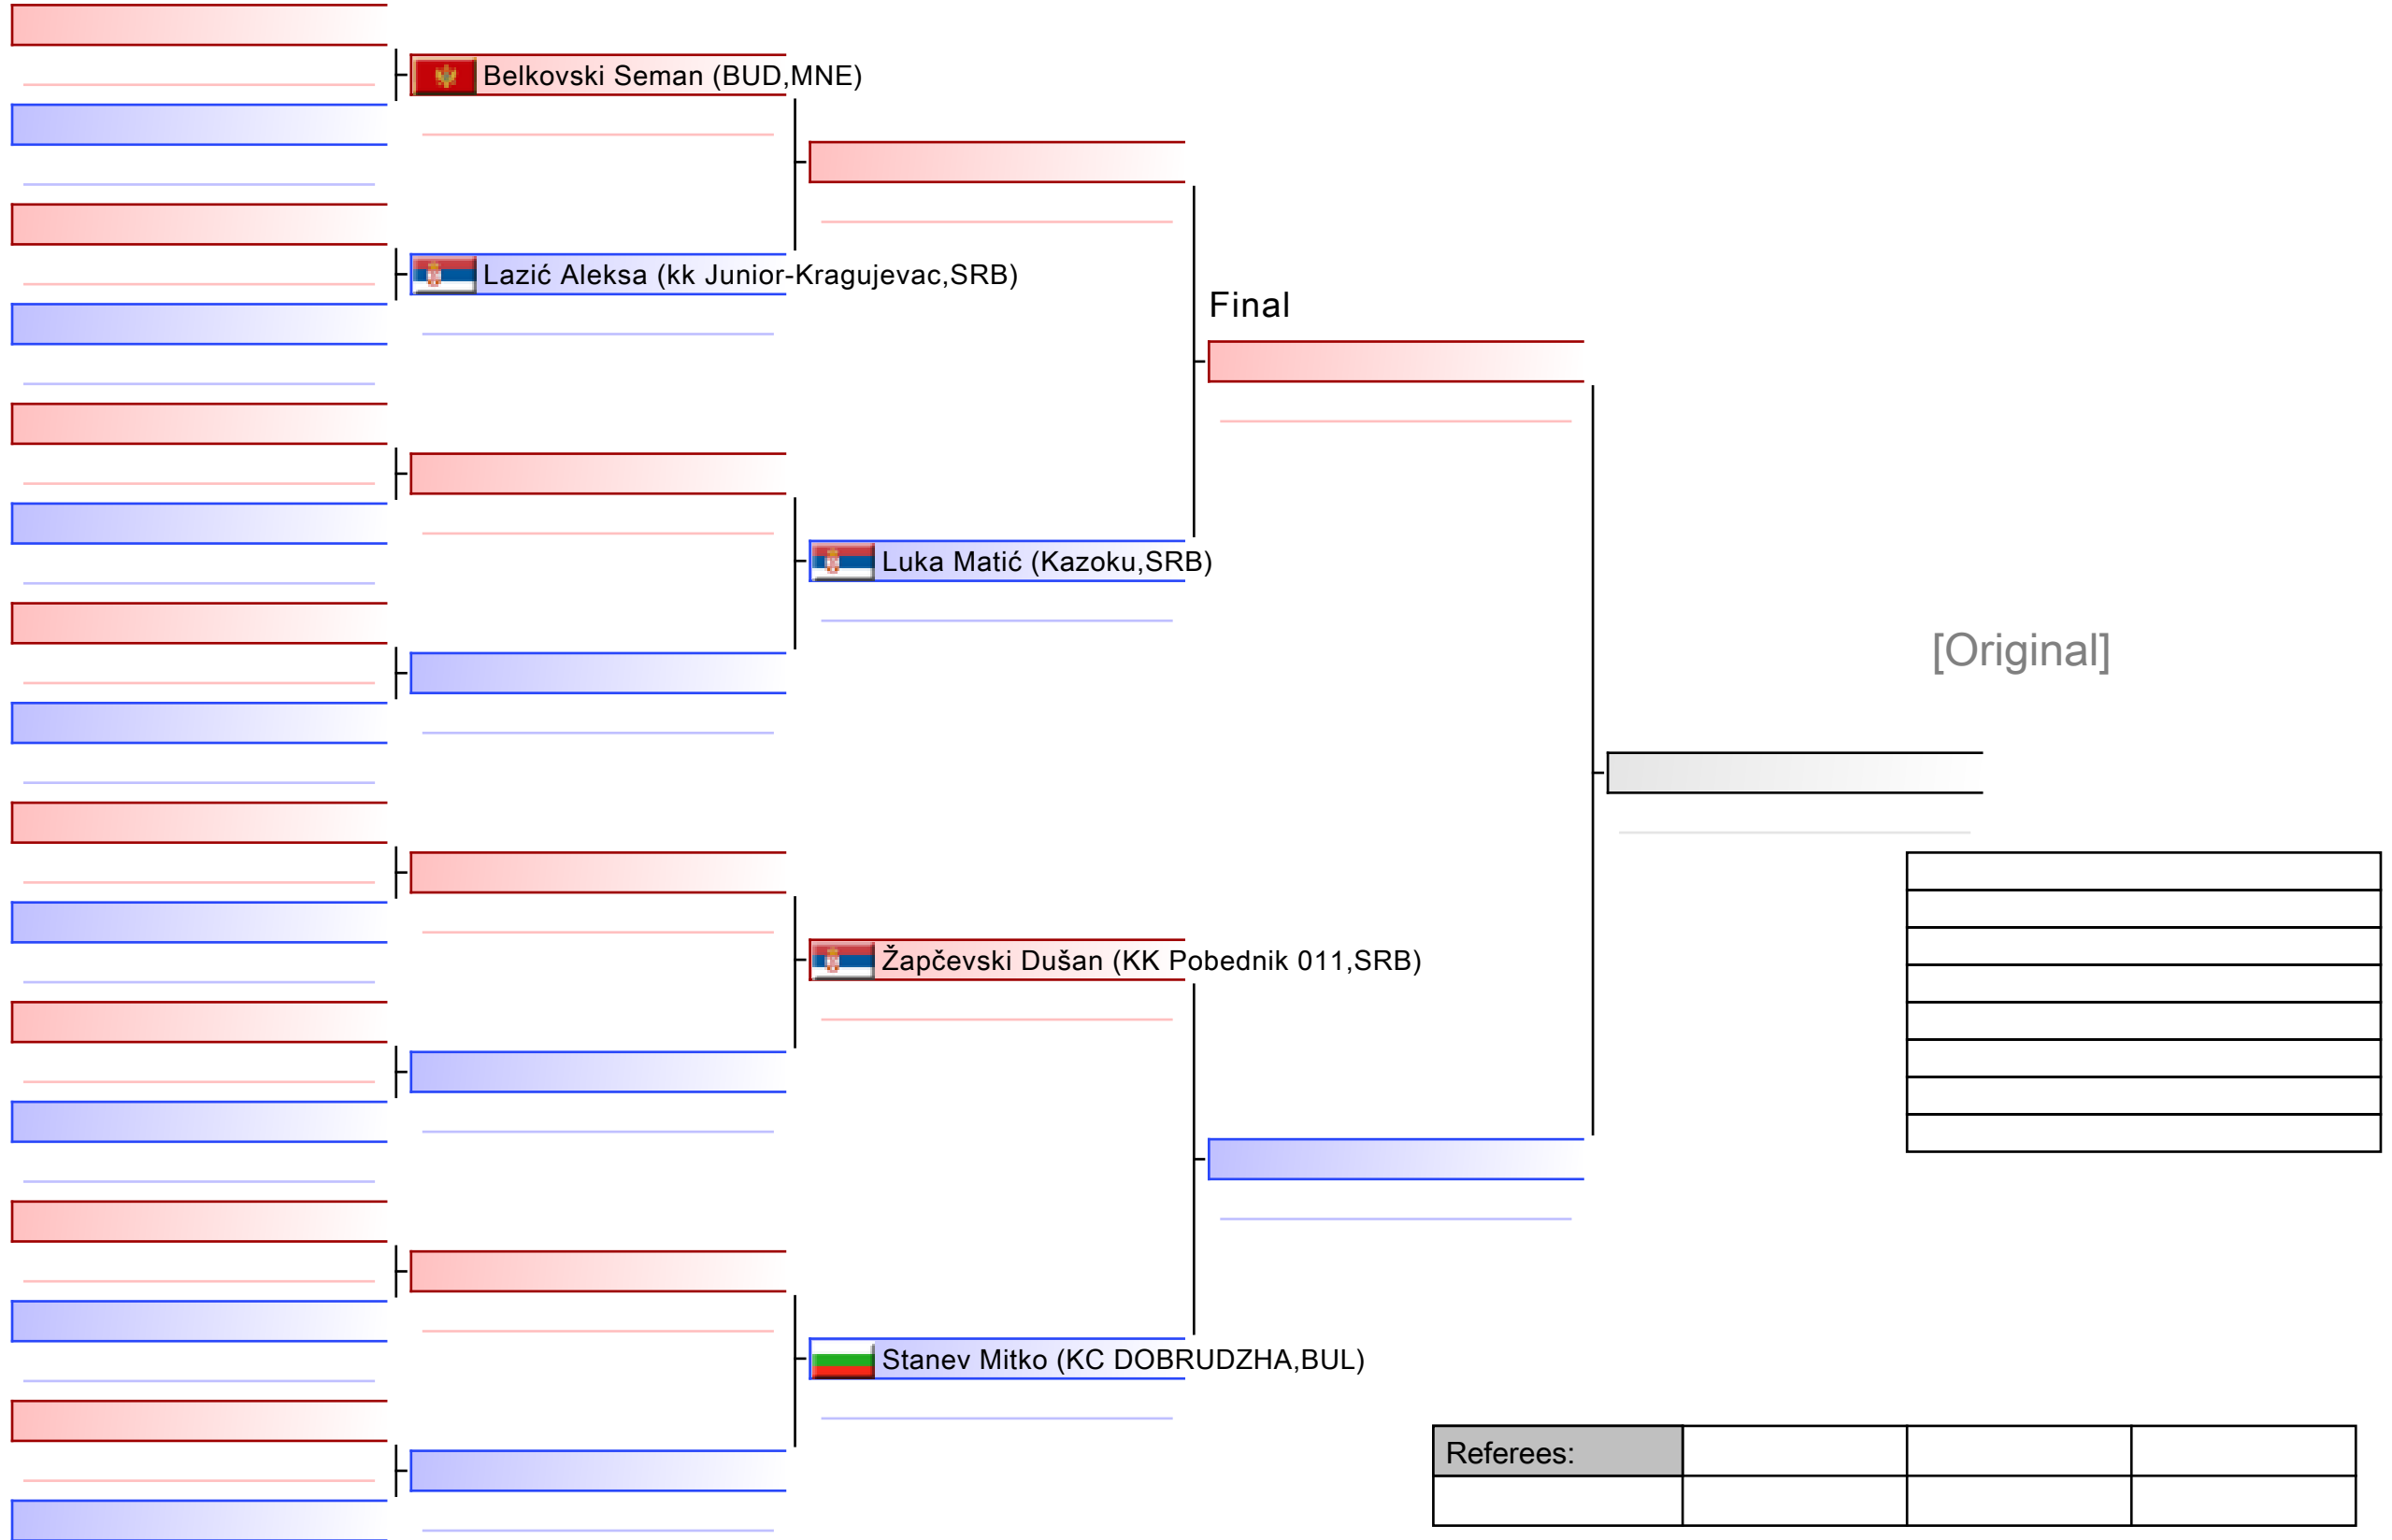 Belkovski Seman (BUD,MNE)
Lazić Aleksa (kk Junior-Kragujevac,SRB)
Final
Luka Matić (Kazoku,SRB)
[Original]
Žapčevski Dušan (KK Pobednik 011,SRB)
Stanev Mitko (KC DOBRUDZHA,BUL)
Referees: